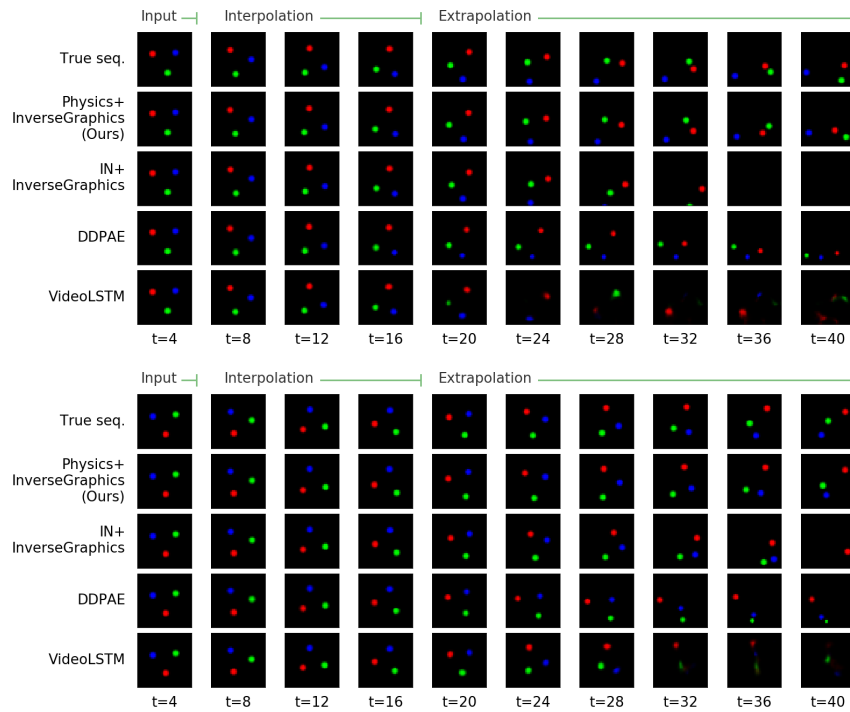 Input Interpolation Extrapolation
True seq.
Physics+
InverseGraphics
(Ours)
IN+
InverseGraphics
DDPAE
VideoLSTM
t=4 t=8 t=12 t=16 t=20 t=24 t=28 t=32 t=36 t=40
Input Interpolation Extrapolation
True seq.
Physics+
InverseGraphics
(Ours)
IN+
InverseGraphics
DDPAE
VideoLSTM
t=4 t=8 t=12 t=16 t=20 t=24 t=28 t=32 t=36 t=40